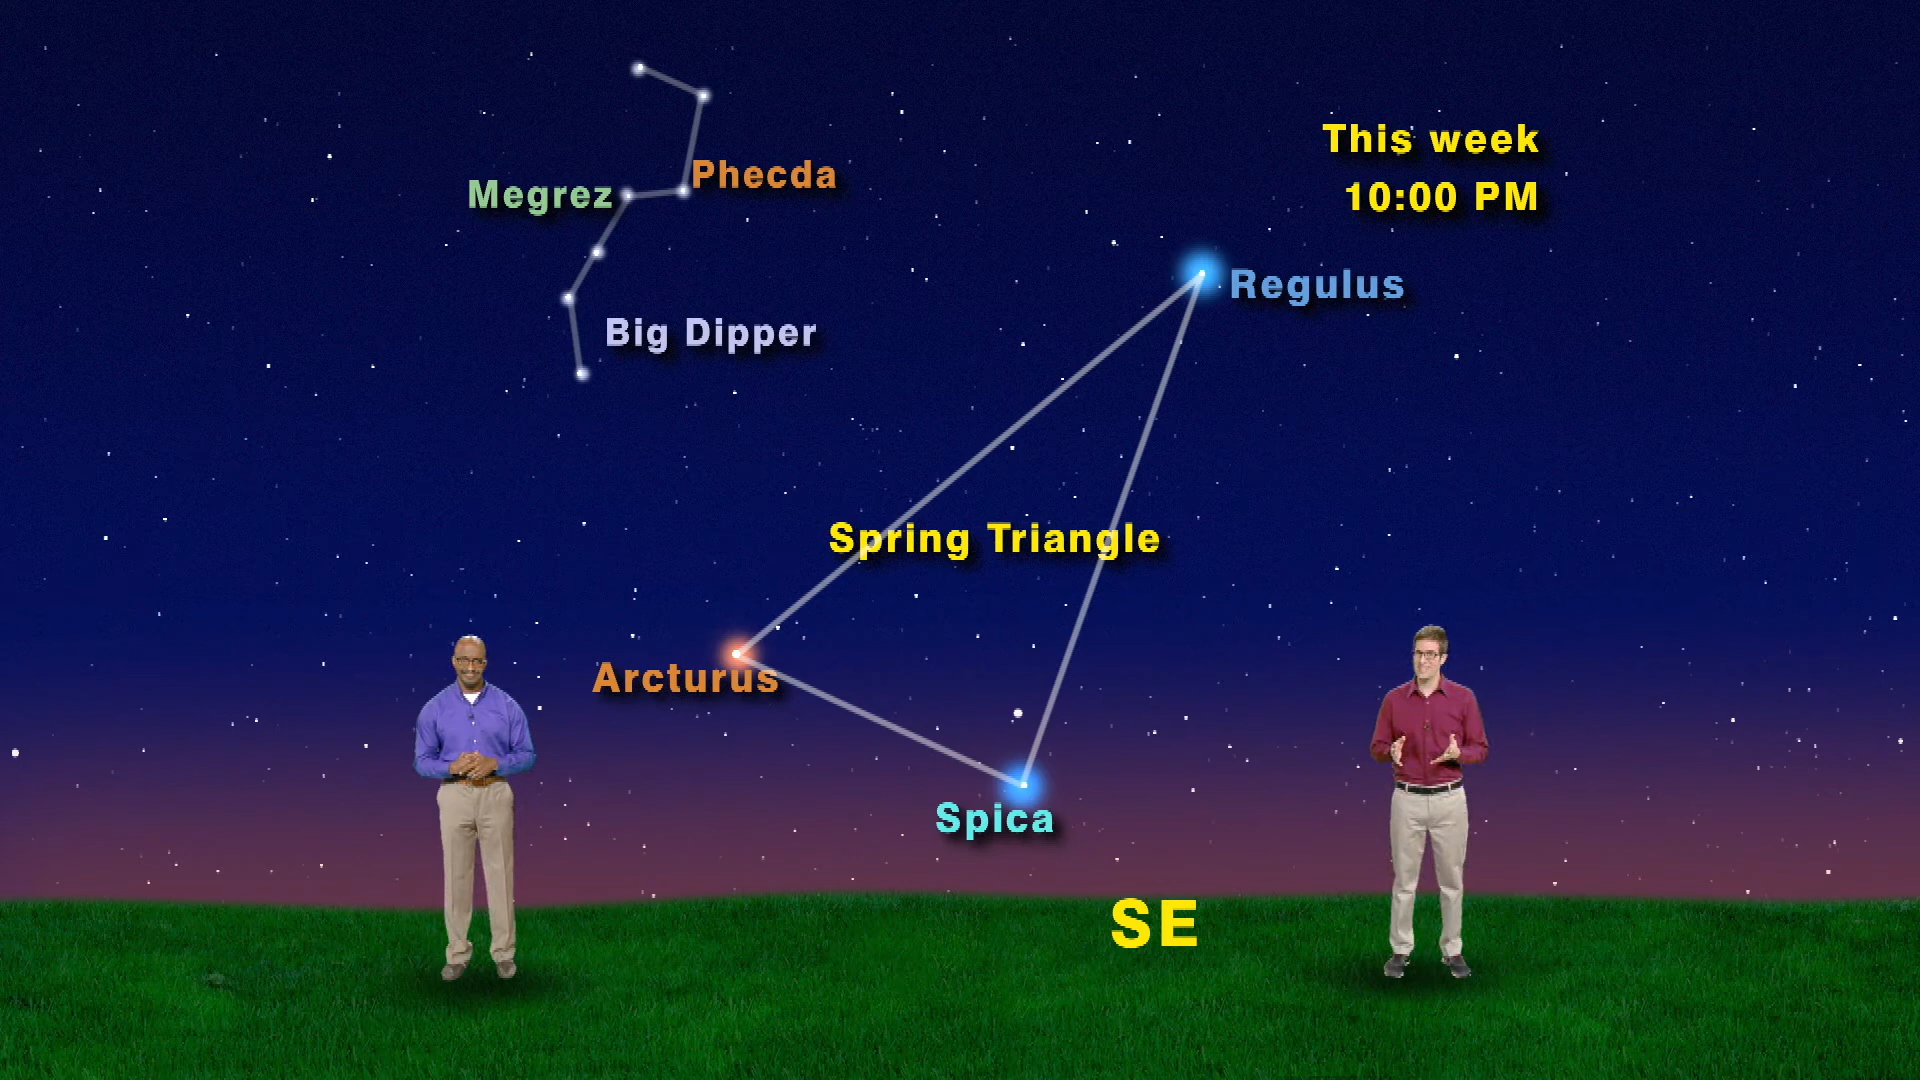 This week
10:00 PM
Phecda
Megrez
Regulus
Big Dipper
Spring Triangle
Arcturus
Spica
SE